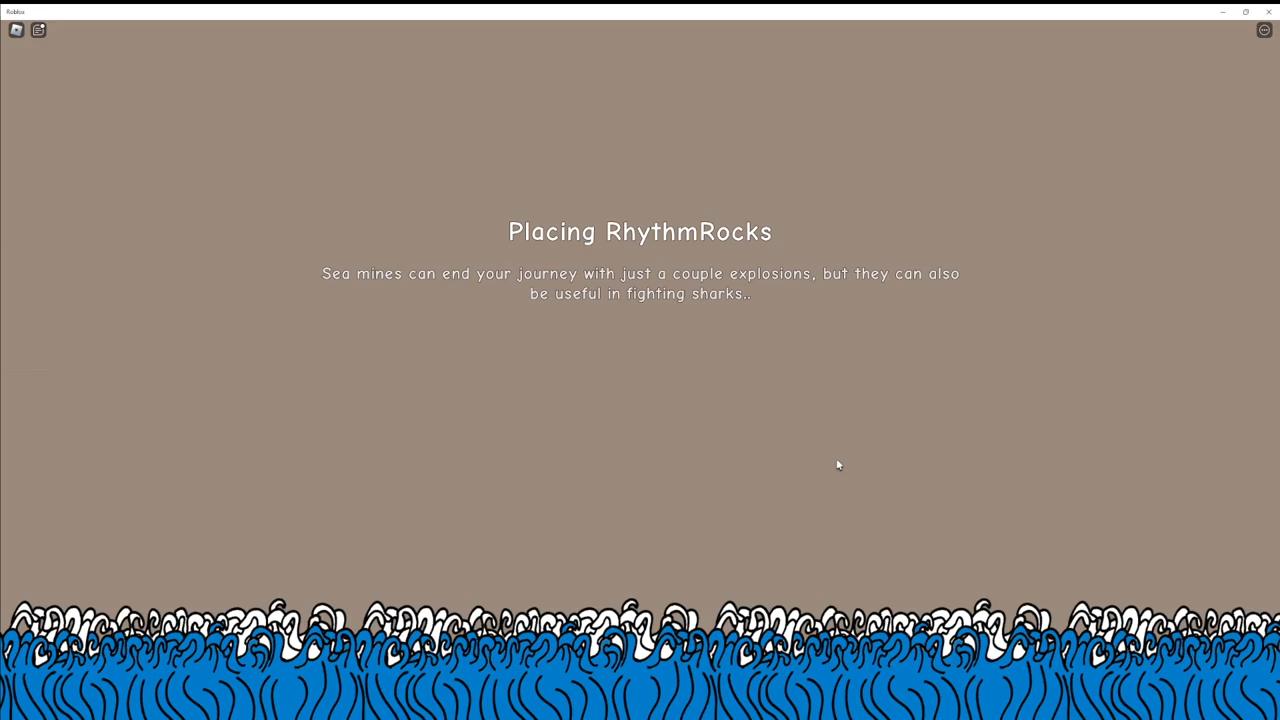 Roblox
Placing RhythmRocks
Sea mines can end your journey with just a couple explosions, but they can also
be useful in fighting sharks..